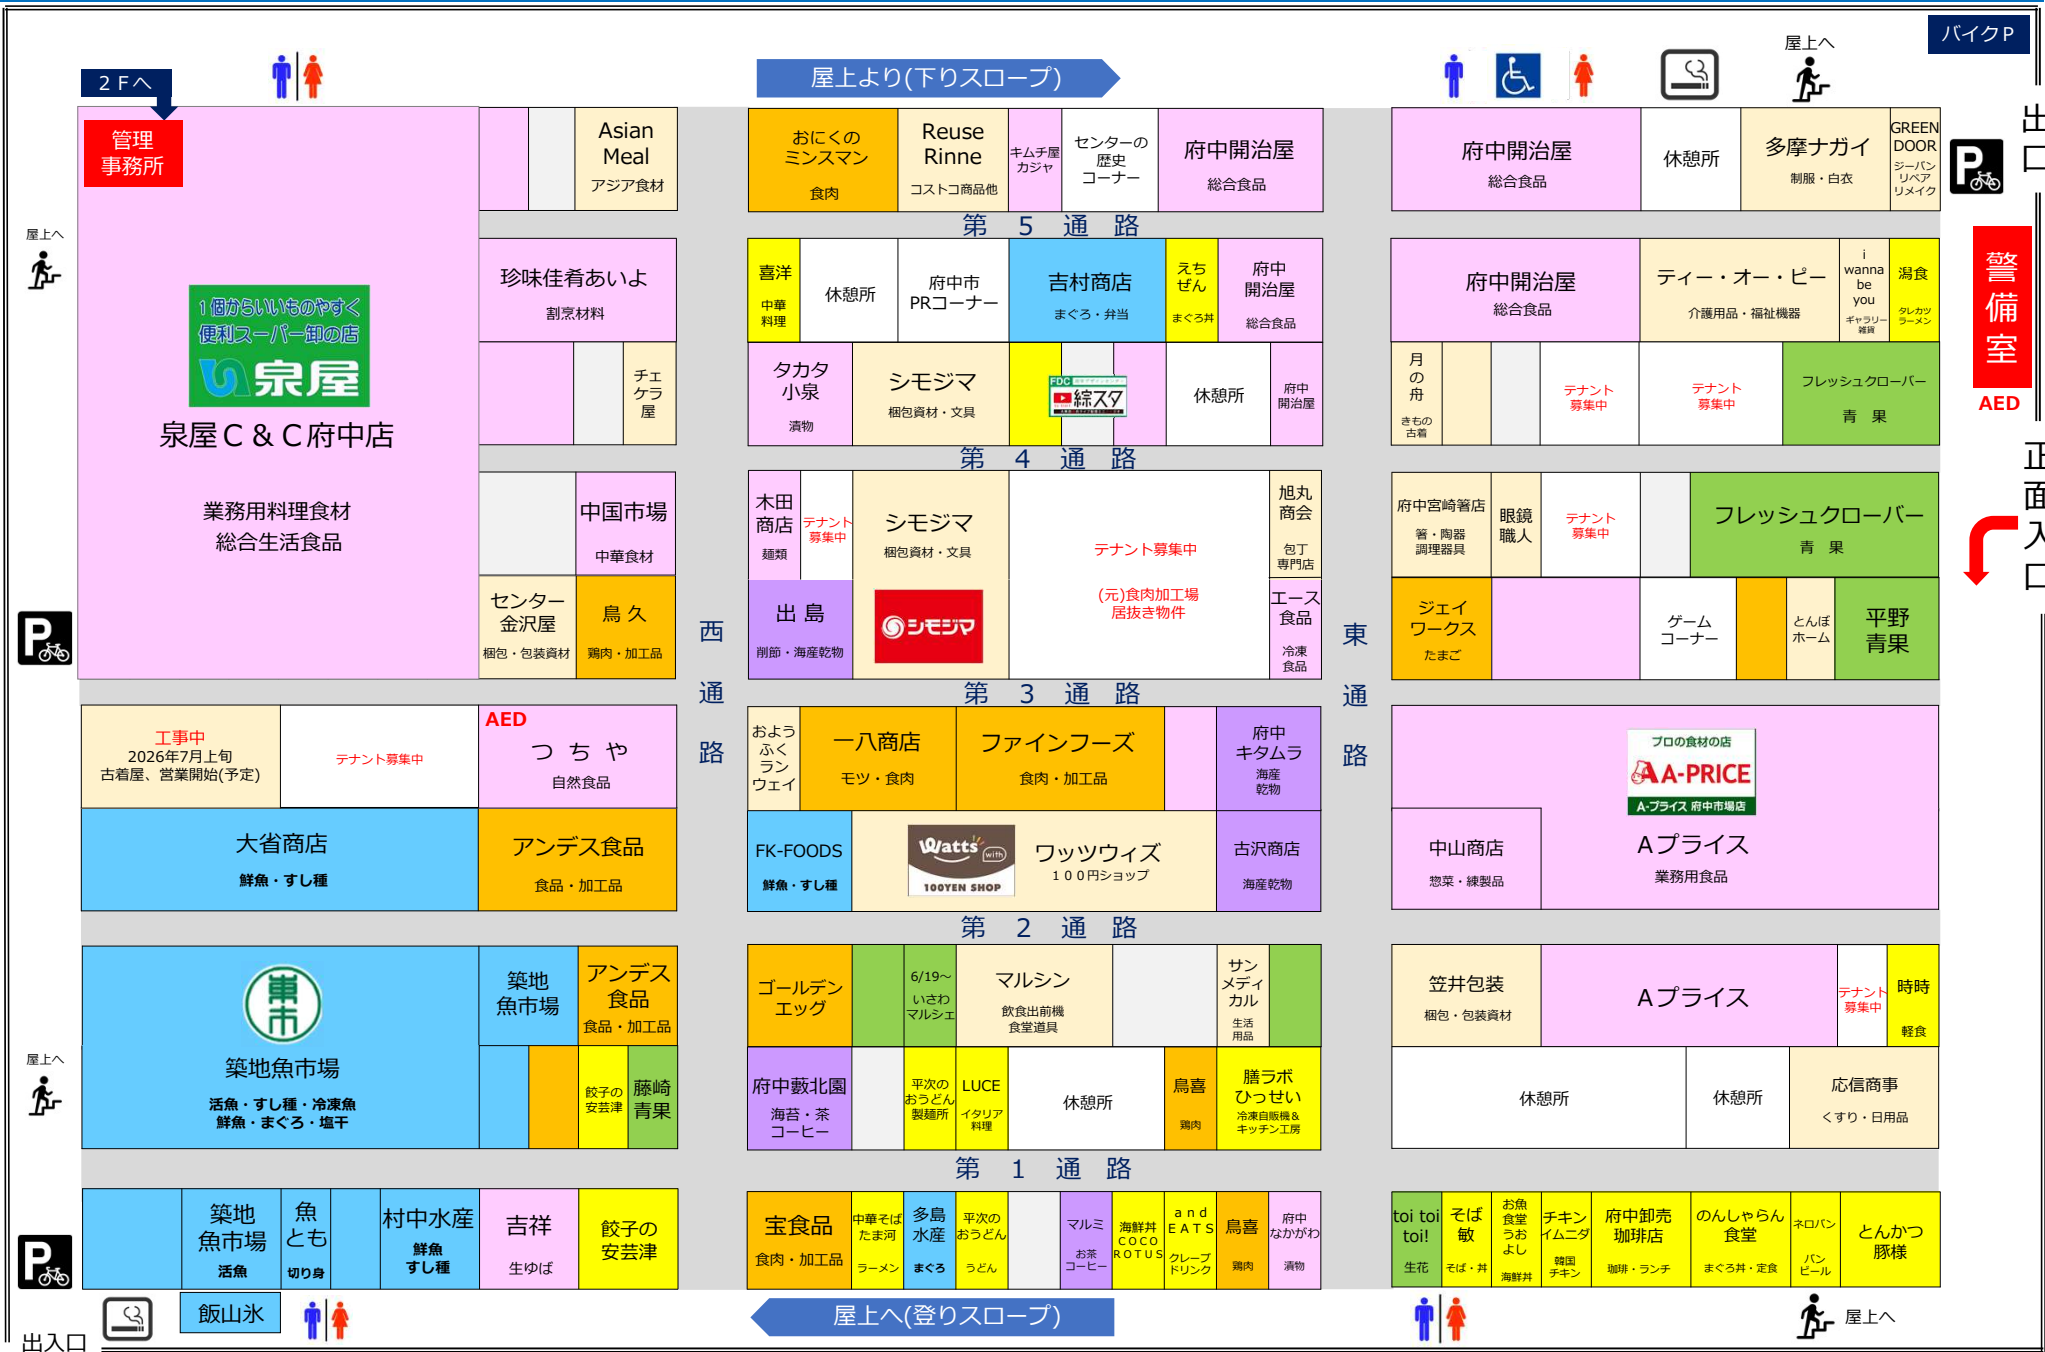 バイクP
屋上へ
2Fへ
屋上より(下りスロープ)
出口
管理
事務所
Asian
Meal
アジア食材
おにくの
ミンスマン
食肉
Reuse
Rinne
コストコ商品他
キムチ屋
カジヤ
センターの
歴史
コーナー
府中開治屋
総合食品
府中開治屋
総合食品
休憩所
多摩ナガイ
制服・白衣
GREEN
DOOR
ジーパン
リペア
リメイク
P
第5通路
屋上へ
1個からいいものやすく
便利スーパー卸の店
泉屋
泉屋C&C府中店
業務用料理食材
総合生活食品
珍味佳肴あいよ
割烹材料
喜洋
中華
料理
休憩所
府中市
PRコーナー
吉村商店
まぐろ・弁当
えち
ぜん
まぐろ丼
府中
開治屋
総合食品
府中開治屋
総合食品
ティー・オー・ピー
介護用品・福祉機器
i
wanna
be
you
ギャラリー
雑貨
潟食
タレカツ
ラーメン
警備室
AED
チェ
ケラ
屋
タカタ
小泉
漬物
シモジマ
梱包資材・文具
FDC
綜スタ
休憩所
府中
開治屋
月
の
舟
きもの
古着
テナント
募集中
テナント
募集中
フレッシュクローバー
青 果
第4通路
正面入口
中国市場
中華食材
木田
商店
麺類
テナント
募集中
シモジマ
梱包資材・文具
シモジマ
テナント募集中
(元)食肉加工場
居抜き物件
旭丸
商会
包丁
専門店
府中宮崎箸店
箸・陶器
調理器具
眼鏡
職人
テナント
募集中
フレッシュクローバー
青 果
センター
金沢屋
梱包・包装資材
鳥久
鶏肉・加工品
西通路
出島
削節・海産乾物
エース
食品
冷凍
食品
東通路
ジェイ
ワークス
たまご
ゲーム
コーナー
とんぼ
ホーム
平野
青果
P
第3通路
工事中
2026年7月上旬
古着屋、営業開始(予定)
テナント募集中
AED
つちや
自然食品
およう
ふく
ラン
ウェイ
一八商店
モツ・食肉
ファインフーズ
食肉・加工品
府中
キタムラ
海産
乾物
プロの食材の店
A-PRICE
A-プライス 府中市場店
Aプライス
業務用食品
中山商店
惣菜・練製品
大省商店
鮮魚・すし種
アンデス食品
食品・加工品
FK-FOODS
鮮魚・すし種
Watts with
100YEN SHOP
ワッツウィズ
100円ショップ
古沢商店
海産乾物
第2通路
東市
築地魚市場
活魚・すし種・冷凍魚
鮮魚・まぐろ・塩干
築地
魚市場
アンデス
食品
食品・加工品
ゴールデン
エッグ
6/19～
いさわ
マルシェ
マルシン
飲食出前機
食堂道具
サン
メディ
カル
生活
用品
笠井包装
梱包・包装資材
Aプライス
テナント
募集中
時時
軽食
屋上へ
餃子の
安芸津
藤崎
青果
府中藪北園
海苔・茶
コーヒー
平次の
おうどん
製麺所
LUCE
イタリア
料理
休憩所
鳥喜
鶏肉
膳ラボ
ひっせい
冷凍自販機&
キッチン工房
休憩所
休憩所
応信商事
くすり・日用品
第1通路
P
築地
魚市場
活魚
魚
とも
切り身
村中水産
鮮魚
すし種
吉祥
生ゆば
餃子の
安芸津
宝食品
食肉・加工品
中華そば
たま河
ラーメン
多島
水産
まぐろ
平次の
おうどん
うどん
マルミ
お茶
コーヒー
海鮮丼
COCO
ROTUS
and
EATS
クレープ
ドリンク
鳥喜
鶏肉
府中
なかがわ
漬物
toi toi
toi!
生花
そば
敏
そば・丼
お魚
食堂
うお
よし
海鮮丼
チキン
イムニダ
韓国
チキン
府中卸売
珈琲店
珈琲・ランチ
のんしゃらん
食堂
まぐろ丼・定食
ネロパン
パン
ビール
とんかつ
豚様
飯山氷
屋上へ(登りスロープ)
屋上へ
出入口